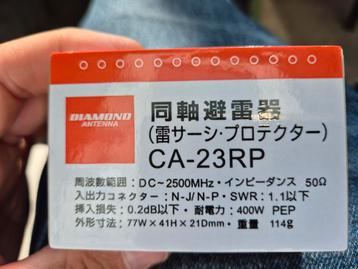 DIAMOND
ANTENNA
同軸避雷器
(雷サーシ・プロテクター)
CA-23RP
周波数範囲:DC~2500MHz・インピーダンス 50Ω
入出力コネクター:N-J/N-P・SWR:1.1以下
挿入損失:0.2dB以下・耐電力:400W PEP
外形寸法:77W×41H×21Dmm・重量 114g